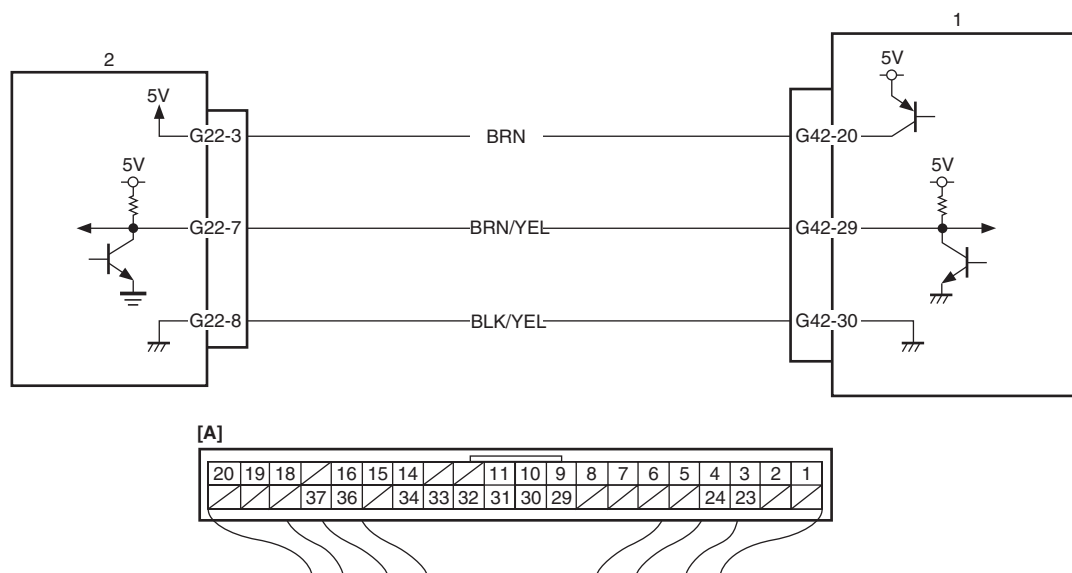 1
2
5V
5V
G22-3 BRN G42-20
5V
5V
G22-7 BRN/YEL G42-29
G22-8 BLK/YEL G42-30
[A]
20 19 18 16 15 14 11 10 9 8 7 6 5 4 3 2 1
37 36 34 33 32 31 30 29 24 23